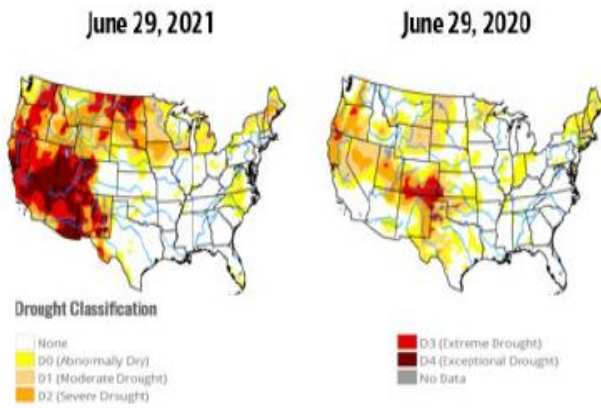 June 29, 2021
June 29, 2020
Drought Classification
None
D0 (Abnormally Dry)
D1 (Moderate Drought)
D2 (Severe Drought)
D3 (Extreme Drought)
D4 (Exceptional Drought)
No Data